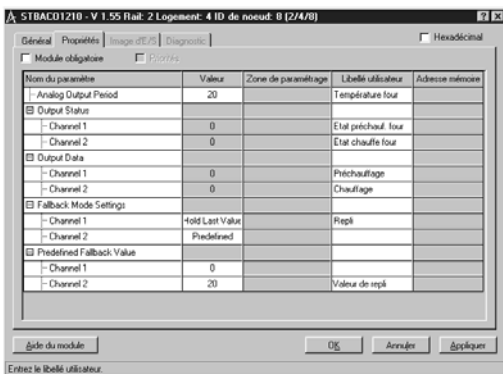 STBACO1210 - V 1.55 Rail: 2 Logement: 4 ID de noeud: 8 (2/4/8)
Général Propriétés Image d'E/S Diagnostic Hexadécimal
Module obligatoire Priorités
Nom du paramètre Valeur Zone de paramétrage Libellé utilisateur Adresse mémoire
Analog Output Period 20 Température four
Output Status
Channel 1 0 Etat préchauf. four
Channel 2 0 Etat chauffe four
Output Data
Channel 1 0 Préchauffage
Channel 2 0 Chauffage
Fallback Mode Settings
Channel 1 Hold Last Value Repli
Channel 2 Predefined
Predefined Fallback Value
Channel 1 0
Channel 2 20 Valeur de repli
Aide du module OK Annuler Appliquer
Entrez le libellé utilisateur.